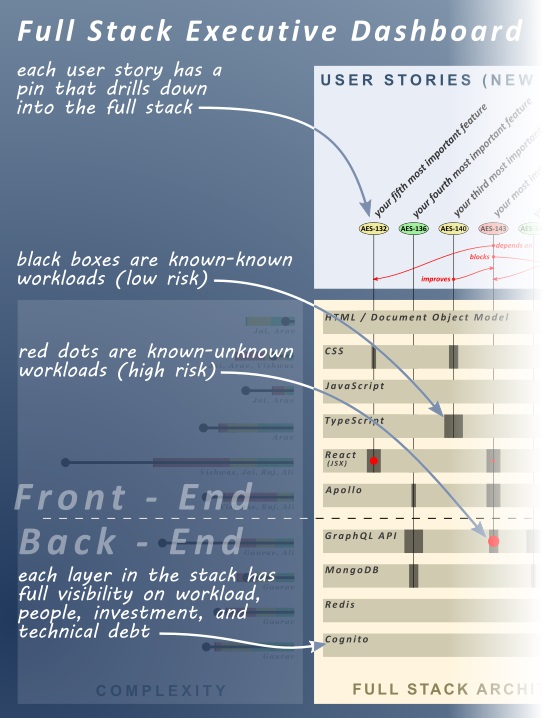 Full Stack Executive Dashboard
each user story has a
pin that drills down
into the full stack
USER STORIES (NEW
your fifth most important feature
your fourth most important feature
your third most important
your most
AES-132
AES-136
AES-140
AES-143
depends on
blocks
improves
black boxes are known-known
workloads (low risk)
HTML / Document Object Model
red dots are known-unknown
workloads (high risk)
CSS
JavaScript
TypeScript
React
(JSX)
Apollo
Front - End
Back - End
GraphQL API
MongoDB
Redis
Cognito
each layer in the stack has
full visibility on workload,
people, investment, and
technical debt
COMPLEXITY
FULL STACK ARCHI